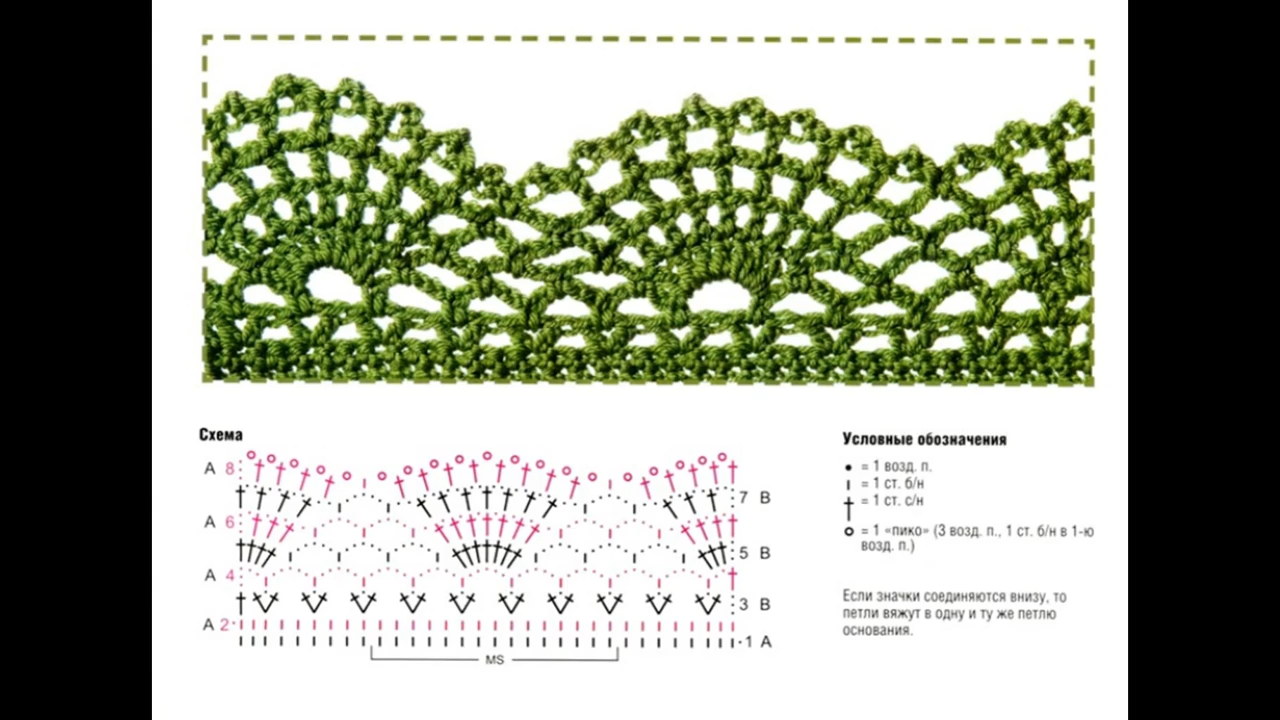 Схема
Условные обозначения
А 8
• = 1 возд. п.
ı = 1 ст. б/н
7 В
† = 1 ст. с/н
А 6
о = 1 «пико» (3 возд. п., 1 ст. б/н в 1-ю
возд. п.)
5 В
А 4
3 В
А 2
1 А
MS
Если значки соединяются внизу, то
петли вяжут в одну и ту же петлю
основания.